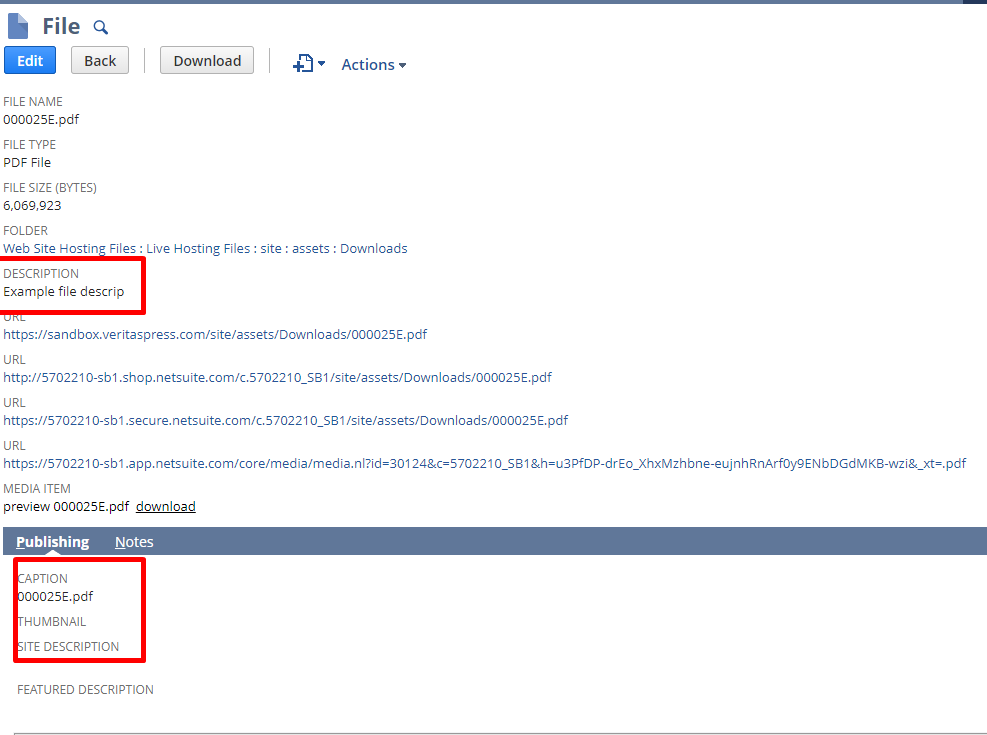 File
Edit Back Download Actions
FILE NAME
000025E.pdf
FILE TYPE
PDF File
FILE SIZE (BYTES)
6,069,923
FOLDER
Web Site Hosting Files : Live Hosting Files : site : assets : Downloads
DESCRIPTION
Example file descrip
URL
https://sandbox.veritaspress.com/site/assets/Downloads/000025E.pdf
URL
http://5702210-sb1.shop.netsuite.com/c.5702210_SB1/site/assets/Downloads/000025E.pdf
URL
https://5702210-sb1.secure.netsuite.com/c.5702210_SB1/site/assets/Downloads/000025E.pdf
URL
https://5702210-sb1.app.netsuite.com/core/media/media.nl?id=30124&c=5702210_SB1&h=u3PfDP-drEo_XhxMzhbne-eujnhRnArf0y9ENbDGdMKB-wzi&_xt=.pdf
MEDIA ITEM
preview 000025E.pdf download
Publishing Notes
CAPTION
000025E.pdf
THUMBNAIL
SITE DESCRIPTION
FEATURED DESCRIPTION